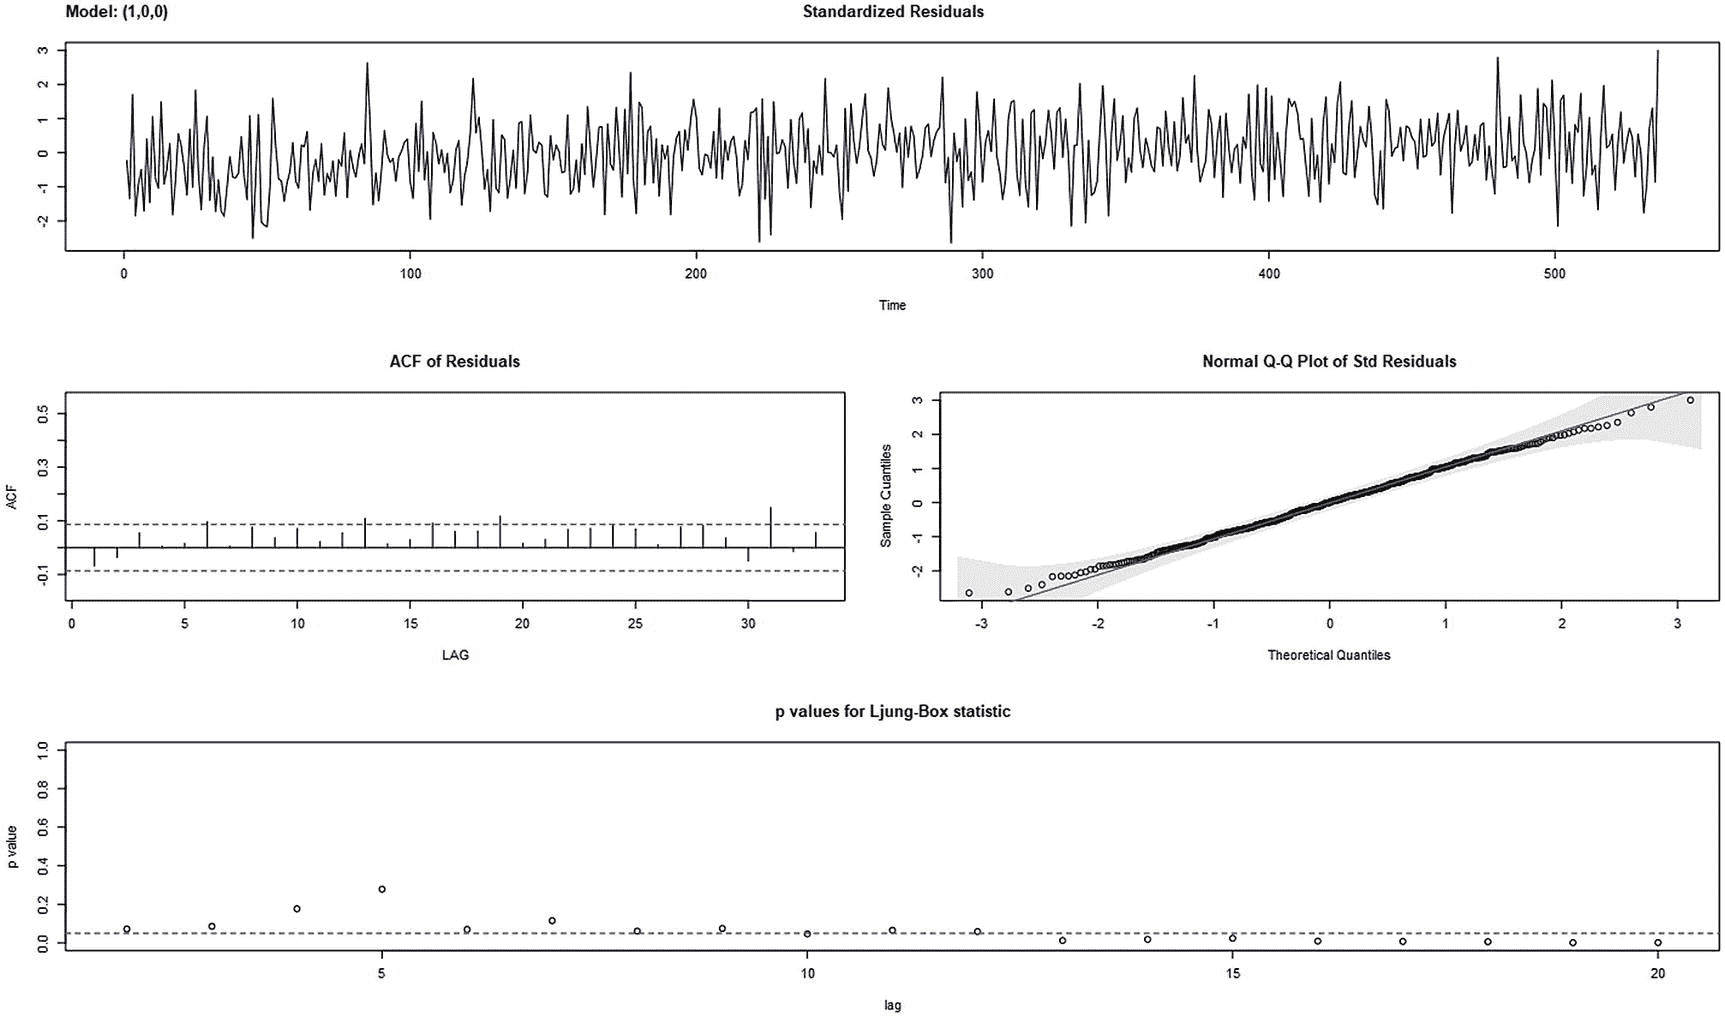 Model: (1,0,0) Standardized Residuals
3
2
1
0
-1
-2
0 100 200 300 400 500
Time
ACF of Residuals
ACF
0.5
0.3
0.1
-0.1
0 5 10 15 20 25 30
LAG
Normal Q-Q Plot of Std Residuals
Sample Quantiles
3
2
1
0
-1
-2
-3 -2 -1 0 1 2 3
Theoretical Quantiles
p values for Ljung-Box statistic
p value
1.0
0.8
0.6
0.4
0.2
0.0
5 10 15 20
lag